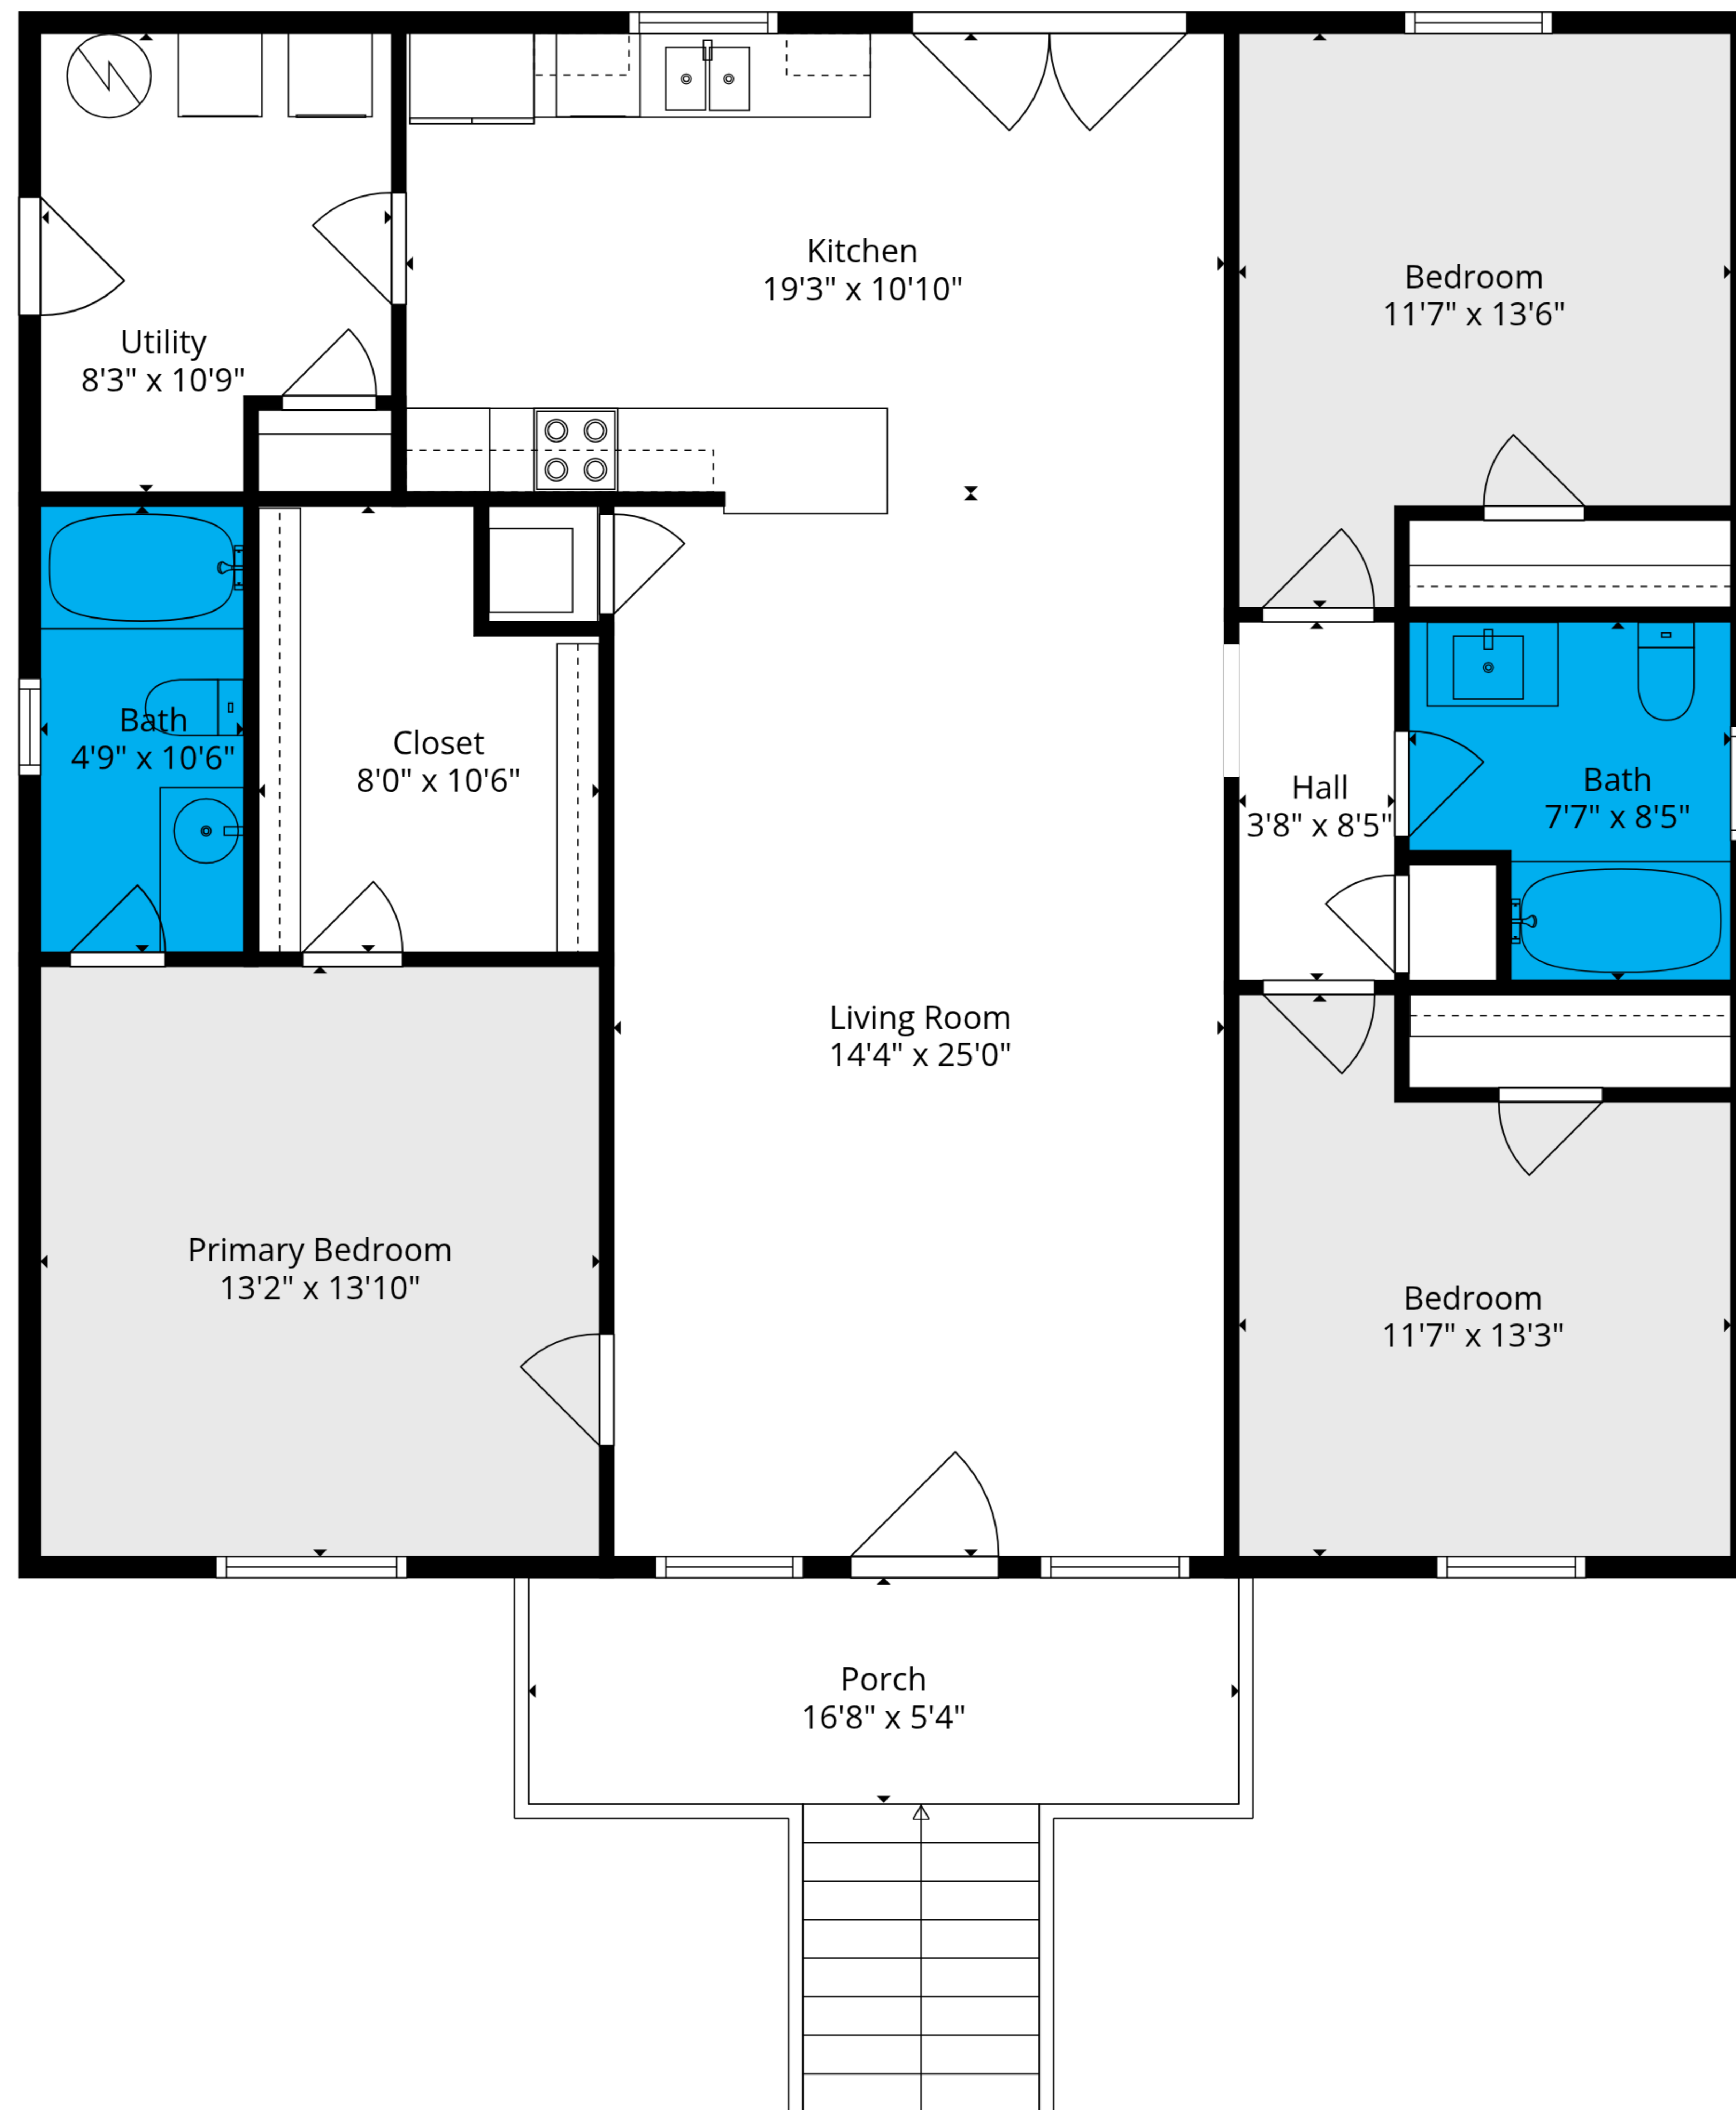 Kitchen
19'3" x 10'10"
Bedroom
11'7" x 13'6"
Utility
8'3" x 10'9"
Bath
4'9" x 10'6"
Closet
8'0" x 10'6"
Hall
3'8" x 8'5"
Bath
7'7" x 8'5"
Living Room
14'4" x 25'0"
Primary Bedroom
13'2" x 13'10"
Bedroom
11'7" x 13'3"
Porch
16'8" x 5'4"